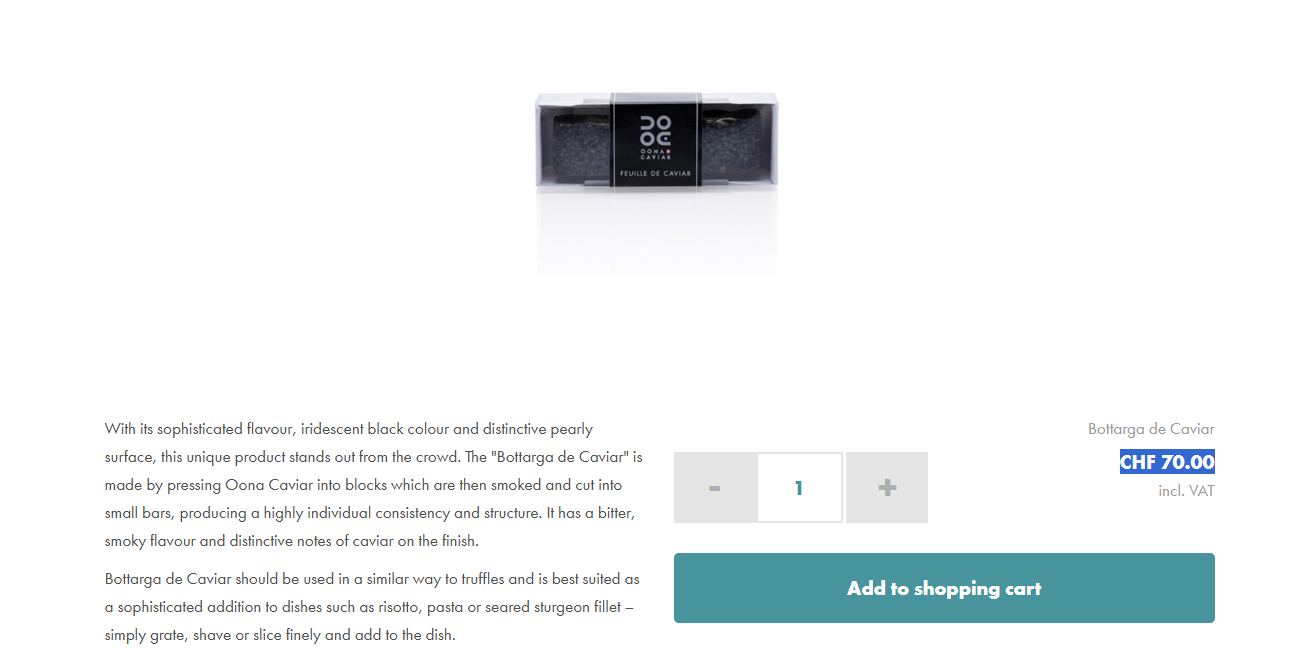 OONA
CAVIAR
FEUILLE DE CAVIAR
With its sophisticated flavour, iridescent black colour and distinctive pearly
surface, this unique product stands out from the crowd. The "Bottarga de Caviar" is
made by pressing Oona Caviar into blocks which are then smoked and cut into
small bars, producing a highly individual consistency and structure. It has a bitter,
smoky flavour and distinctive notes of caviar on the finish.
Bottarga de Caviar should be used in a similar way to truffles and is best suited as
a sophisticated addition to dishes such as risotto, pasta or seared sturgeon fillet –
simply grate, shave or slice finely and add to the dish.
Bottarga de Caviar
CHF 70.00
incl. VAT
- 1 +
Add to shopping cart